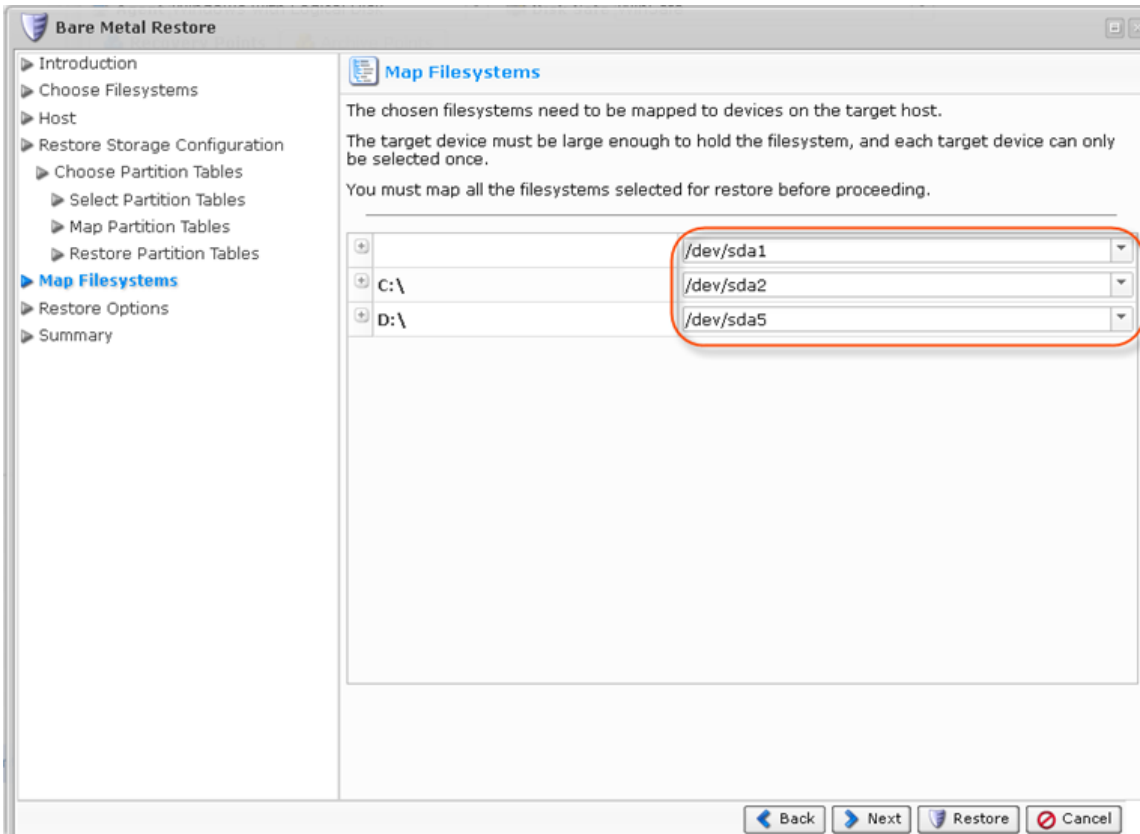 Bare Metal Restore
Introduction
Choose Filesystems
Host
Restore Storage Configuration
Choose Partition Tables
Select Partition Tables
Map Partition Tables
Restore Partition Tables
Map Filesystems
Restore Options
Summary
Map Filesystems
The chosen filesystems need to be mapped to devices on the target host.
The target device must be large enough to hold the filesystem, and each target device can only
be selected once.
You must map all the filesystems selected for restore before proceeding.
/dev/sda1
C:\ /dev/sda2
D:\ /dev/sda5
Back Next Restore Cancel